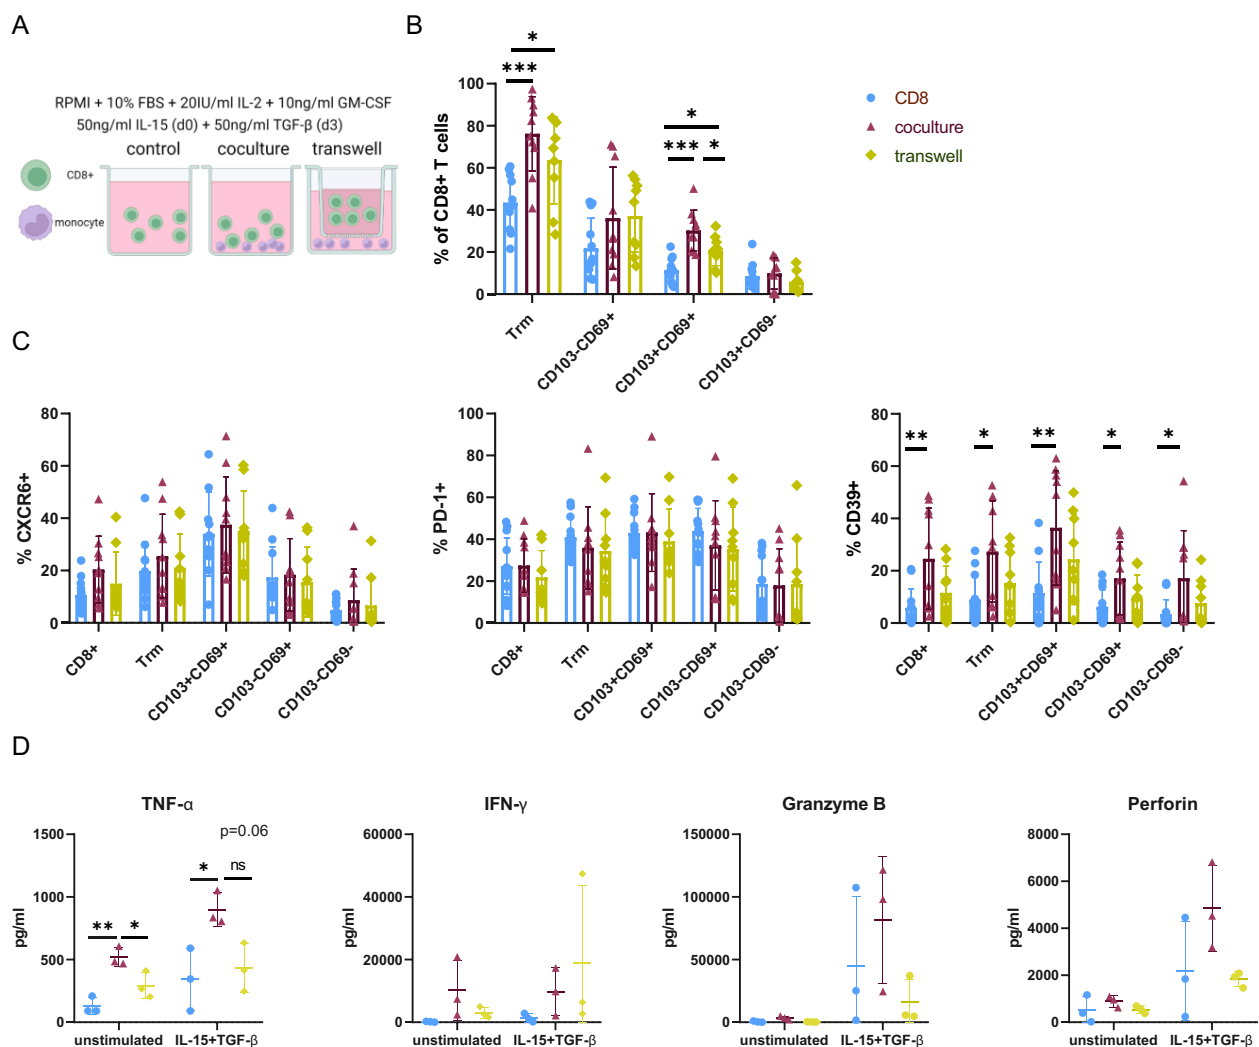 A
RPMI + 10% FBS + 20IU/ml IL-2 + 10ng/ml GM-CSF
50ng/ml IL-15 (d0) + 50ng/ml TGF-β (d3)
control coculture transwell
CD8+
monocyte
B
% of CD8+ T cells
100
80
60
40
20
0
*
***
*
*** *
Trm
CD103-CD69+
CD103+CD69+
CD103+CD69-
CD8
coculture
transwell
C
% CXCR6+
80
60
40
20
0
CD8+
Trm
CD103+CD69+
CD103-CD69+
CD103-CD69-
% PD-1+
100
80
60
40
20
0
CD8+
Trm
CD103+CD69+
CD103-CD69+
CD103-CD69-
% CD39+
80
60
40
20
0
** * ** * *
CD8+
Trm
CD103+CD69+
CD103-CD69+
CD103-CD69-
D
TNF-α
pg/ml
1500
1000
500
0
p=0.06
* ns
** *
unstimulated IL-15+TGF-β
IFN-γ
pg/ml
60000
40000
20000
0
unstimulated IL-15+TGF-β
Granzyme B
pg/ml
150000
100000
50000
0
unstimulated IL-15+TGF-β
Perforin
pg/ml
8000
6000
4000
2000
0
unstimulated IL-15+TGF-β